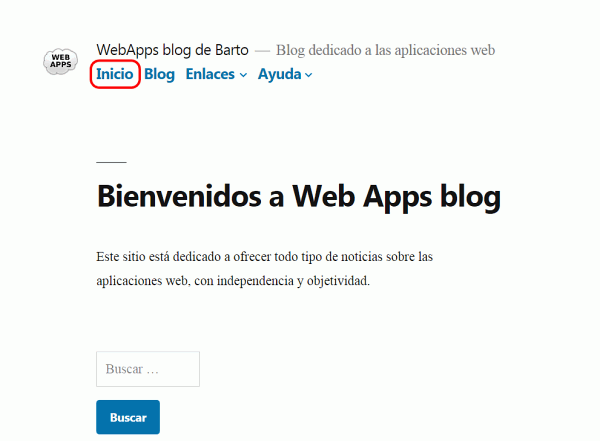 WEB
APPS
WebApps blog de Barto — Blog dedicado a las aplicaciones web
Inicio Blog Enlaces Ayuda
Bienvenidos a Web Apps blog
Este sitio está dedicado a ofrecer todo tipo de noticias sobre las
aplicaciones web, con independencia y objetividad.
Buscar …
Buscar